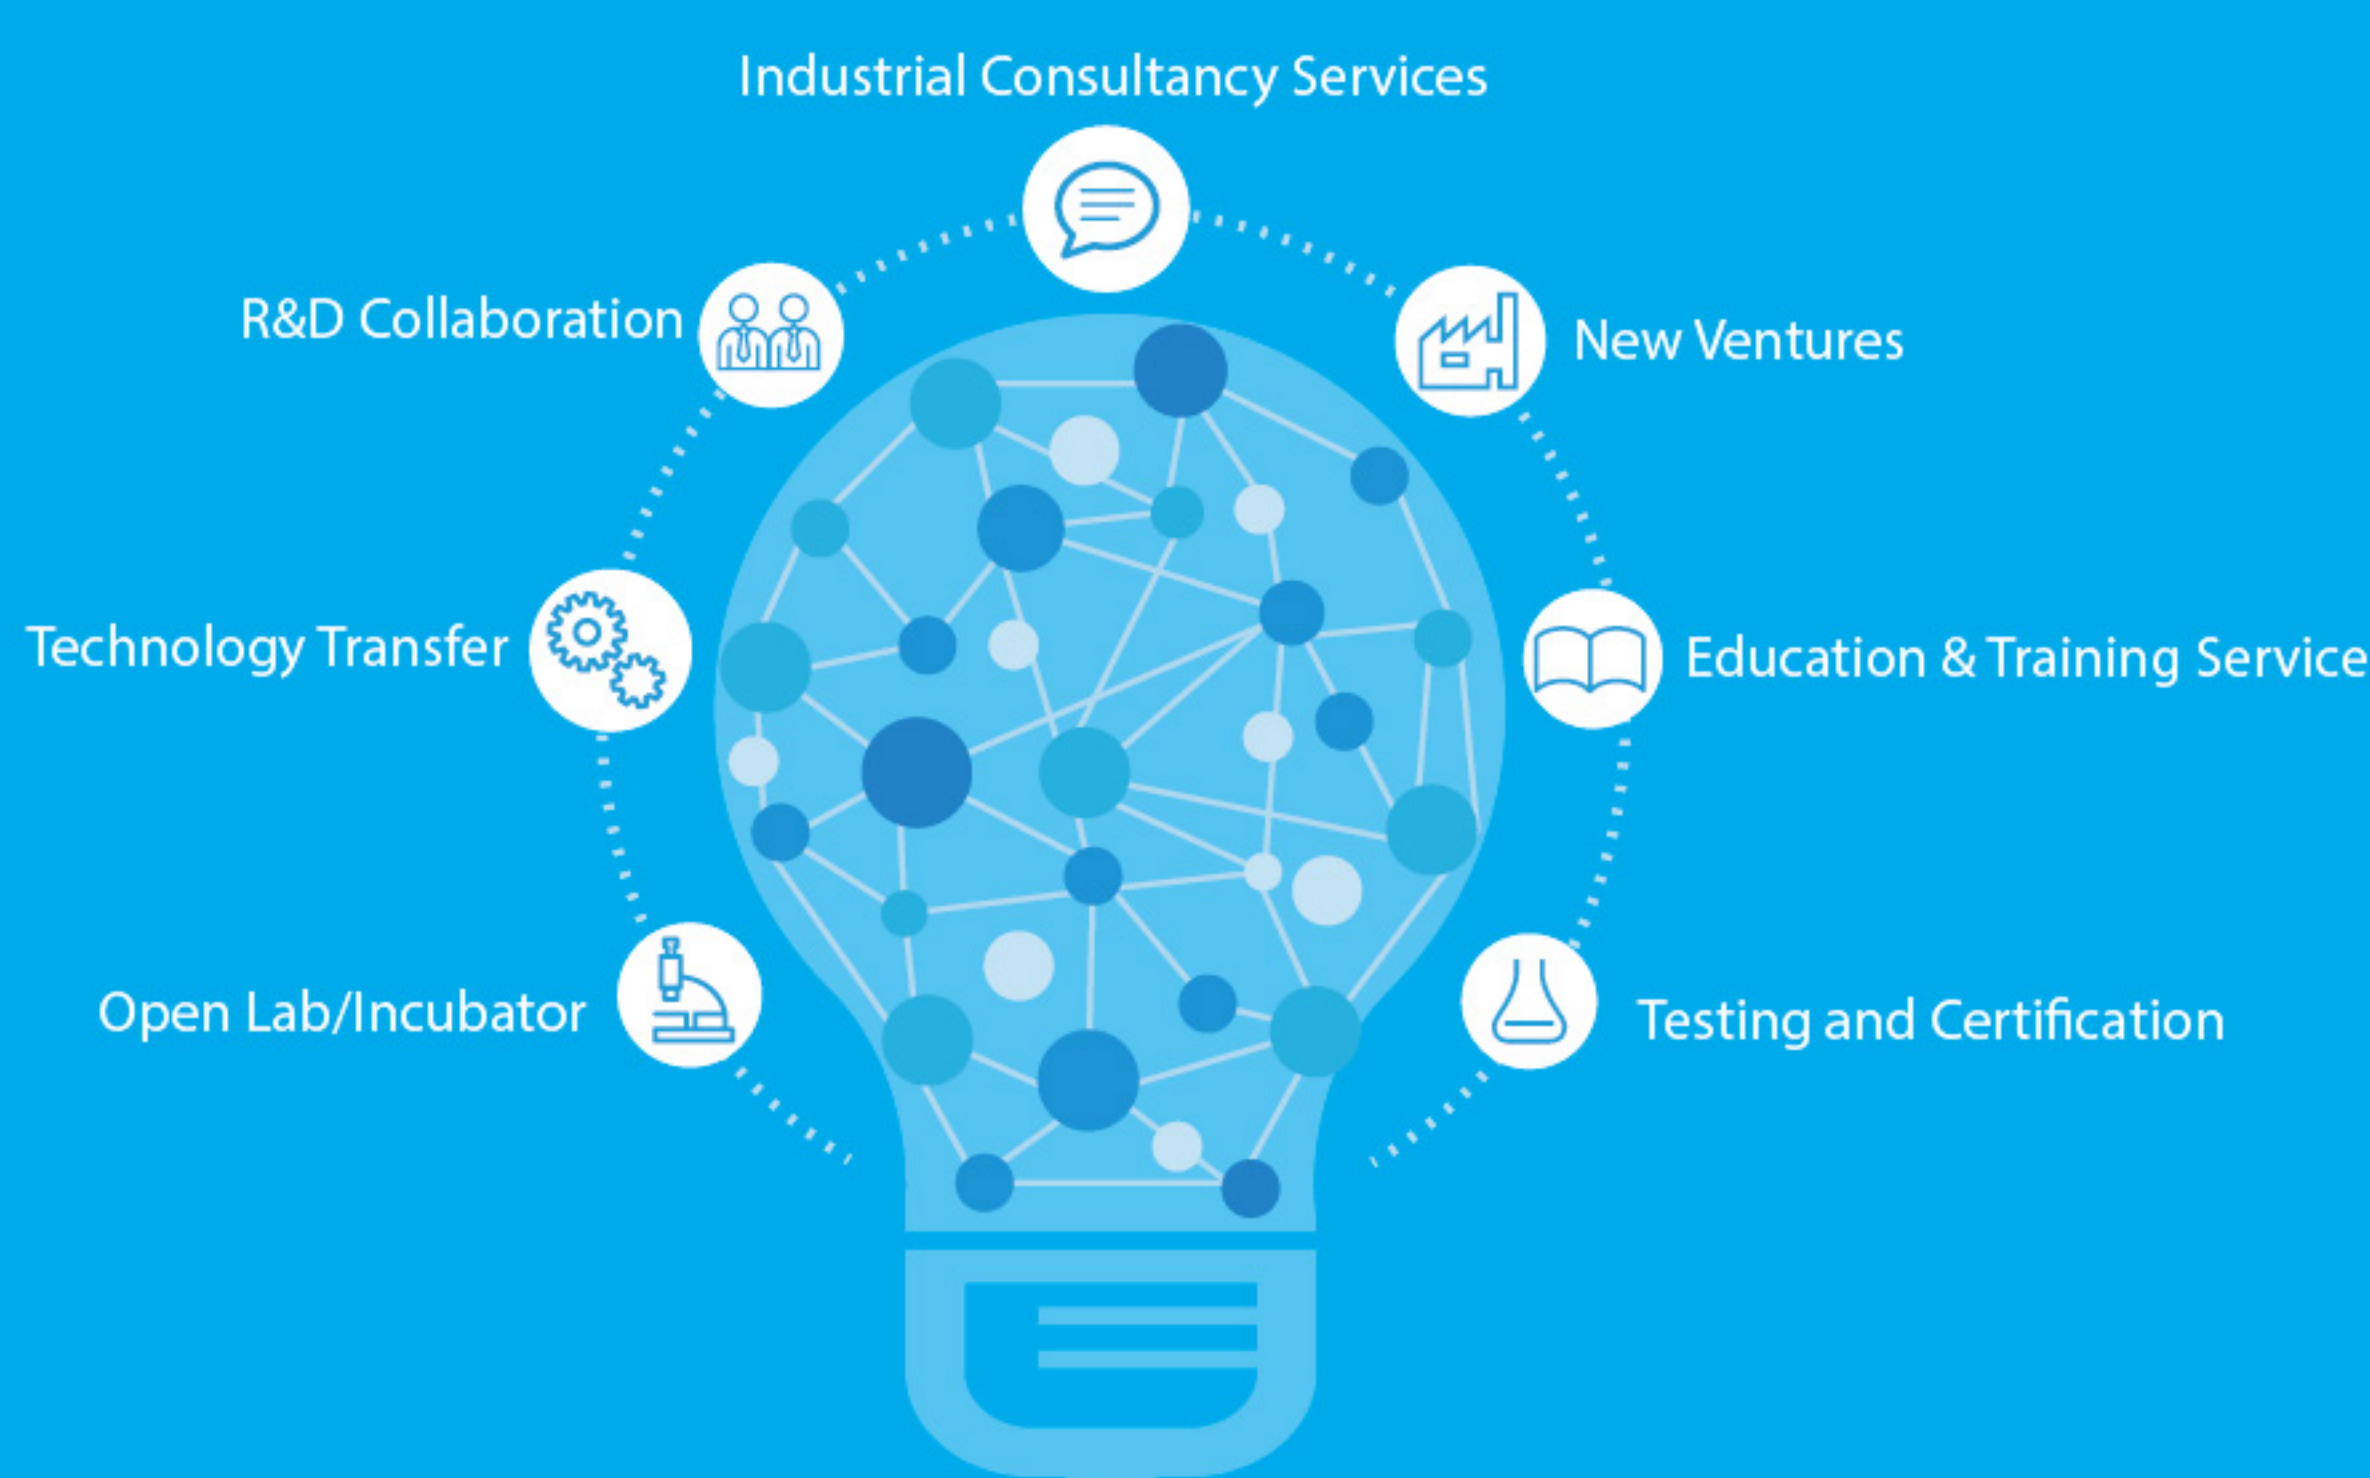 Industrial Consultancy Services
R&D Collaboration
New Ventures
Technology Transfer
Education & Training Service
Open Lab/Incubator
Testing and Certification